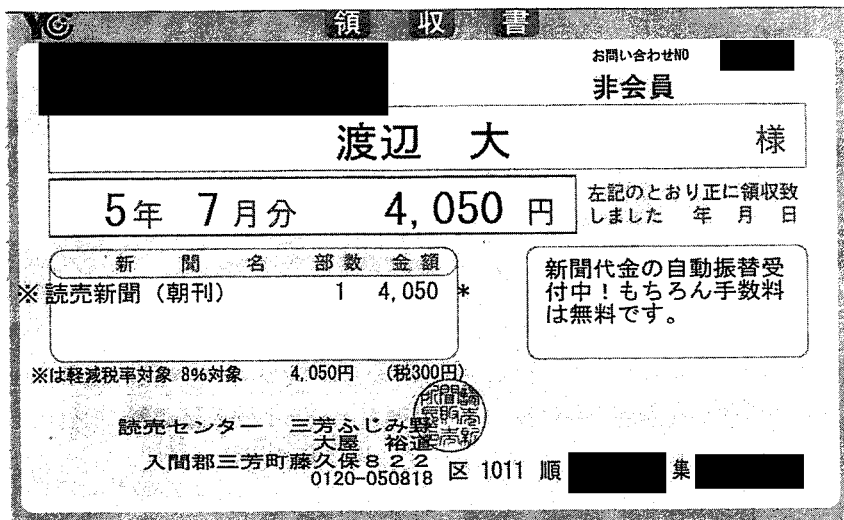 YC 領収書
お問い合わせNO
非会員
渡辺 大 様
5年 7月分 4,050 円
左記のとおり正に領収致
しました 年 月 日
新聞名 部数 金額
※読売新聞(朝刊) 1 4,050 *
新聞代金の自動振替受
付中!もちろん手数料
は無料です。
※は軽減税率対象 8%対象 4,050円 (税300円)
読売センター 三芳ふじみ野
大屋 裕道
入間郡三芳町藤久保822
0120-050818
区 1011 順 集